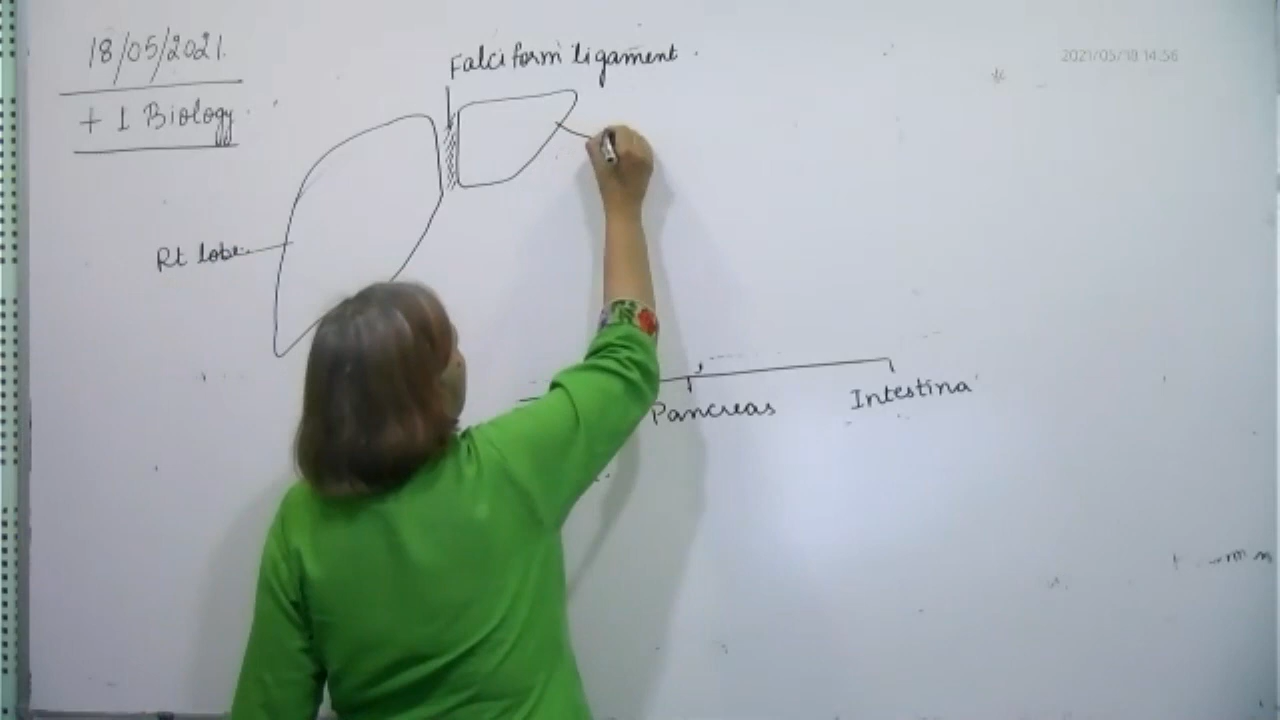 18/05/2021.
+ 1 Biology
Falciform ligament .
2021/05/18 14:56
Rt lobe
Pancreas
Intestina